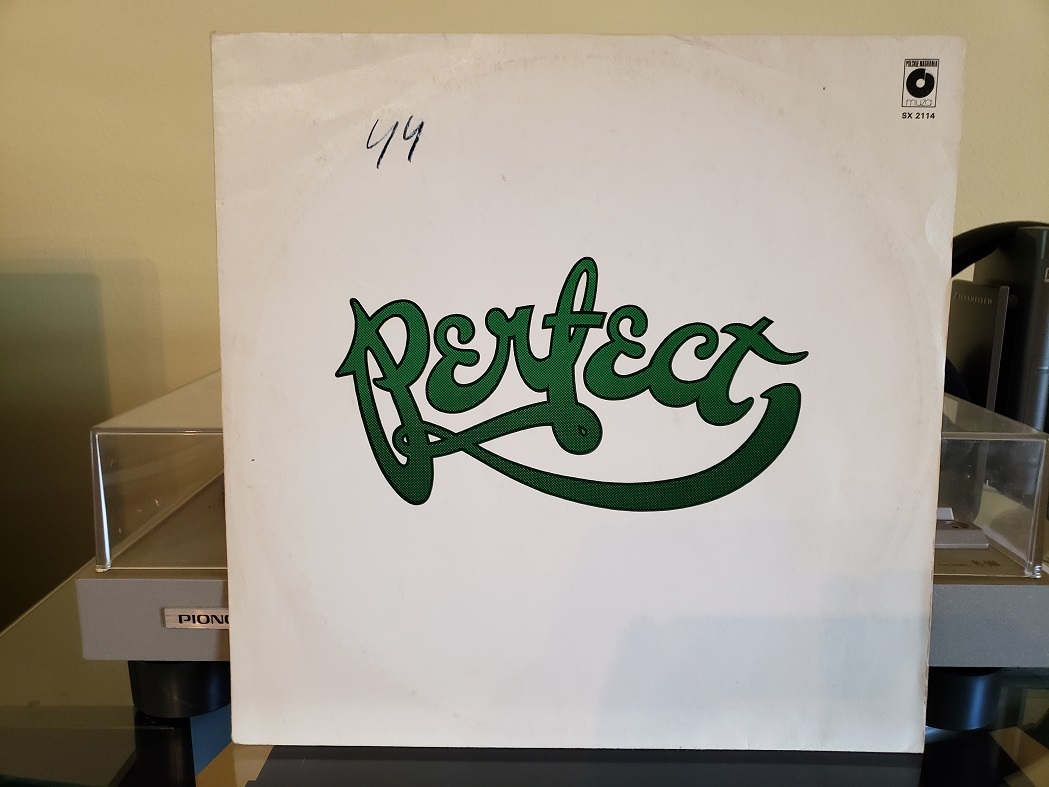 POLSKIE NAGRANIA
muza
SX 2114
44
Perfect
PIONE